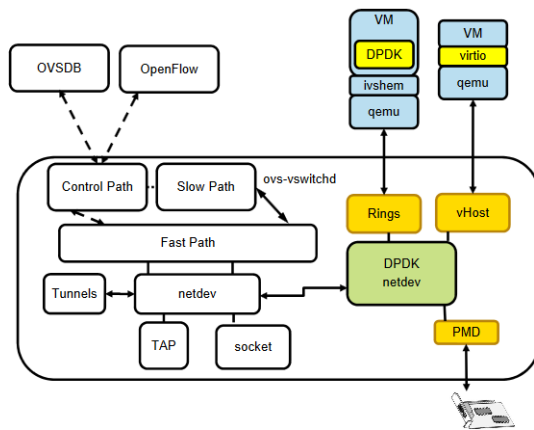 VM
DPDK
ivshem
qemu
VM
virtio
qemu
OVSDB
OpenFlow
Control Path
Slow Path
ovs-vswitchd
Fast Path
Rings
vHost
Tunnels
netdev
DPDK
netdev
TAP
socket
PMD